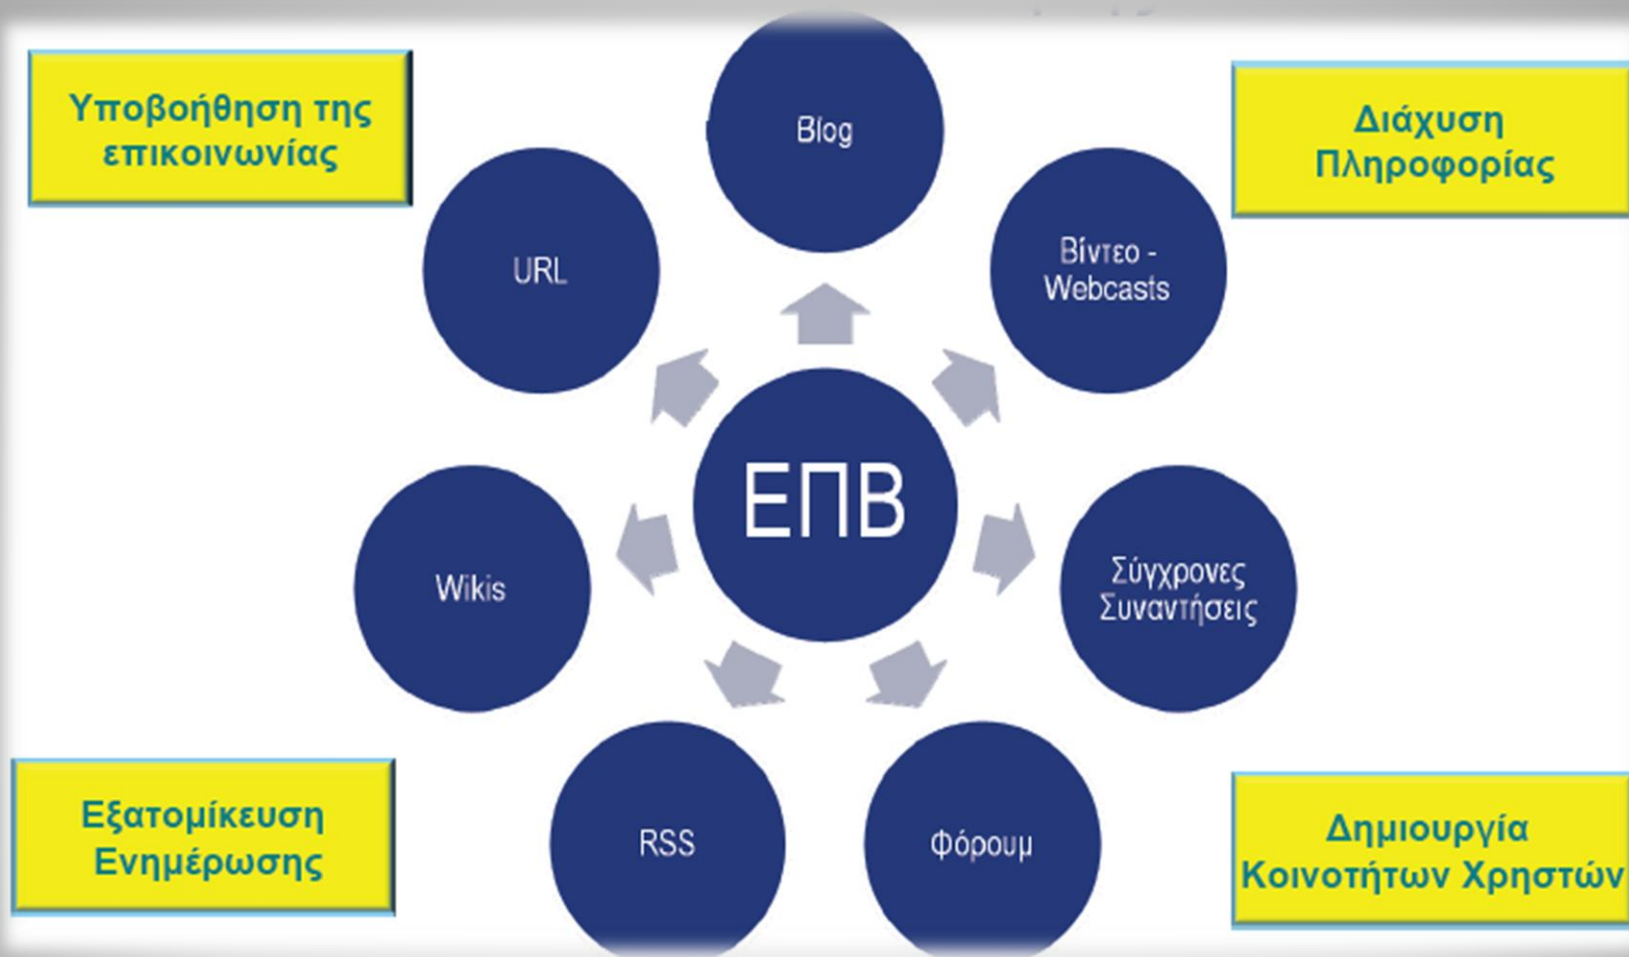 Υποβοήθηση της
επικοινωνίας
Διάχυση
Πληροφορίας
Blog
URL
Βίντεο -
Webcasts
ΕΠΒ
Wikis
Σύγχρονες
Συναντήσεις
RSS
Φόρουμ
Εξατομίκευση
Ενημέρωσης
Δημιουργία
Κοινοτήτων Χρηστών